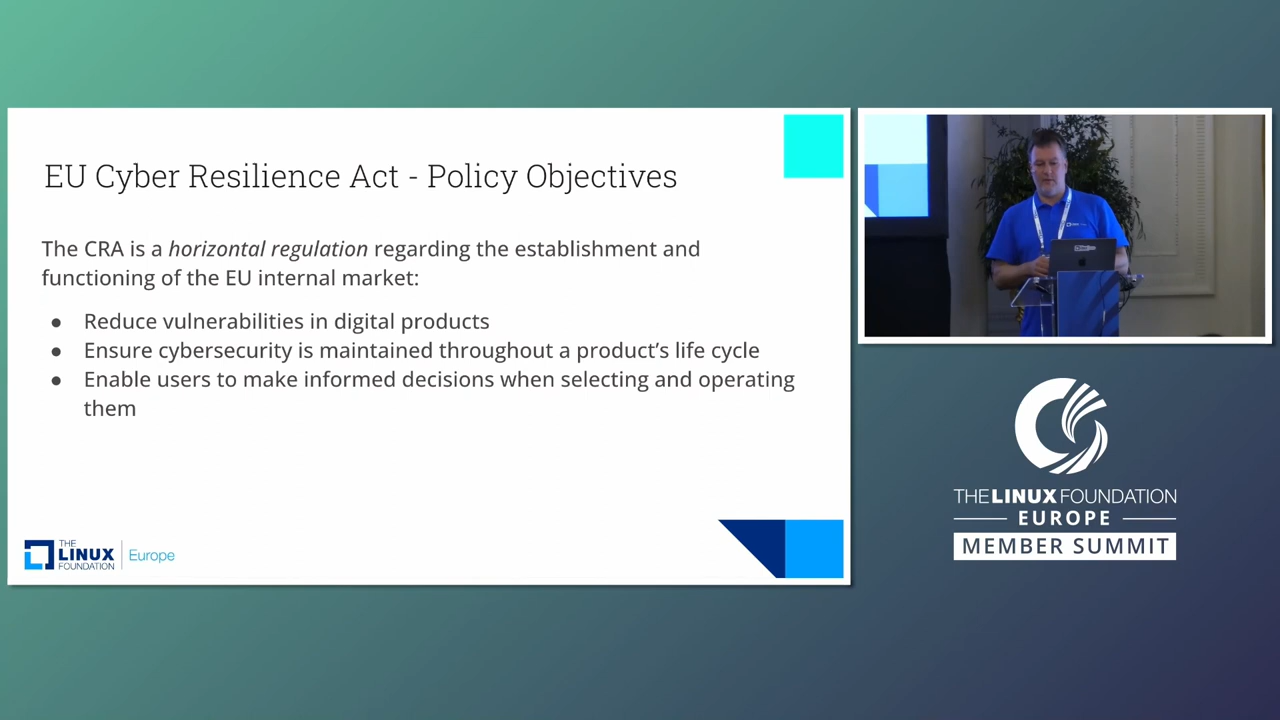 EU Cyber Resilience Act - Policy Objectives
The CRA is a horizontal regulation regarding the establishment and
functioning of the EU internal market:
● Reduce vulnerabilities in digital products
● Ensure cybersecurity is maintained throughout a product’s life cycle
● Enable users to make informed decisions when selecting and operating
them
THE
LINUX
FOUNDATION
Europe
THE LINUX FOUNDATION
EUROPE
MEMBER SUMMIT